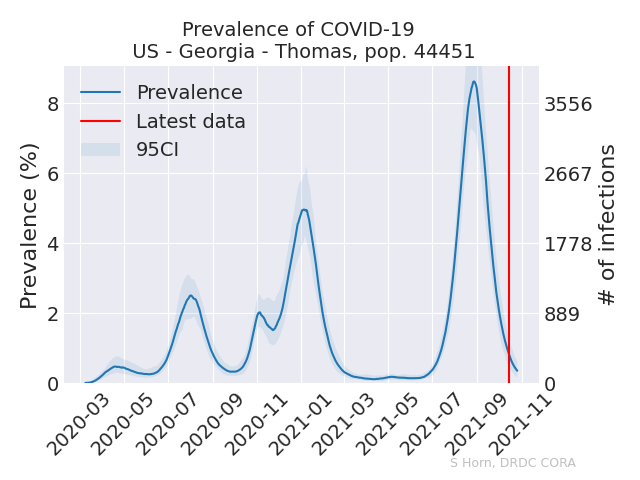 Prevalence of COVID-19
US - Georgia - Thomas, pop. 44451
Prevalence
Latest data
95CI
Prevalence (%)
8
6
4
2
0
3556
2667
1778
889
0
# of infections
2020-03
2020-05
2020-07
2020-09
2020-11
2021-01
2021-03
2021-05
2021-07
2021-09
2021-11
S Horn, DRDC CORA